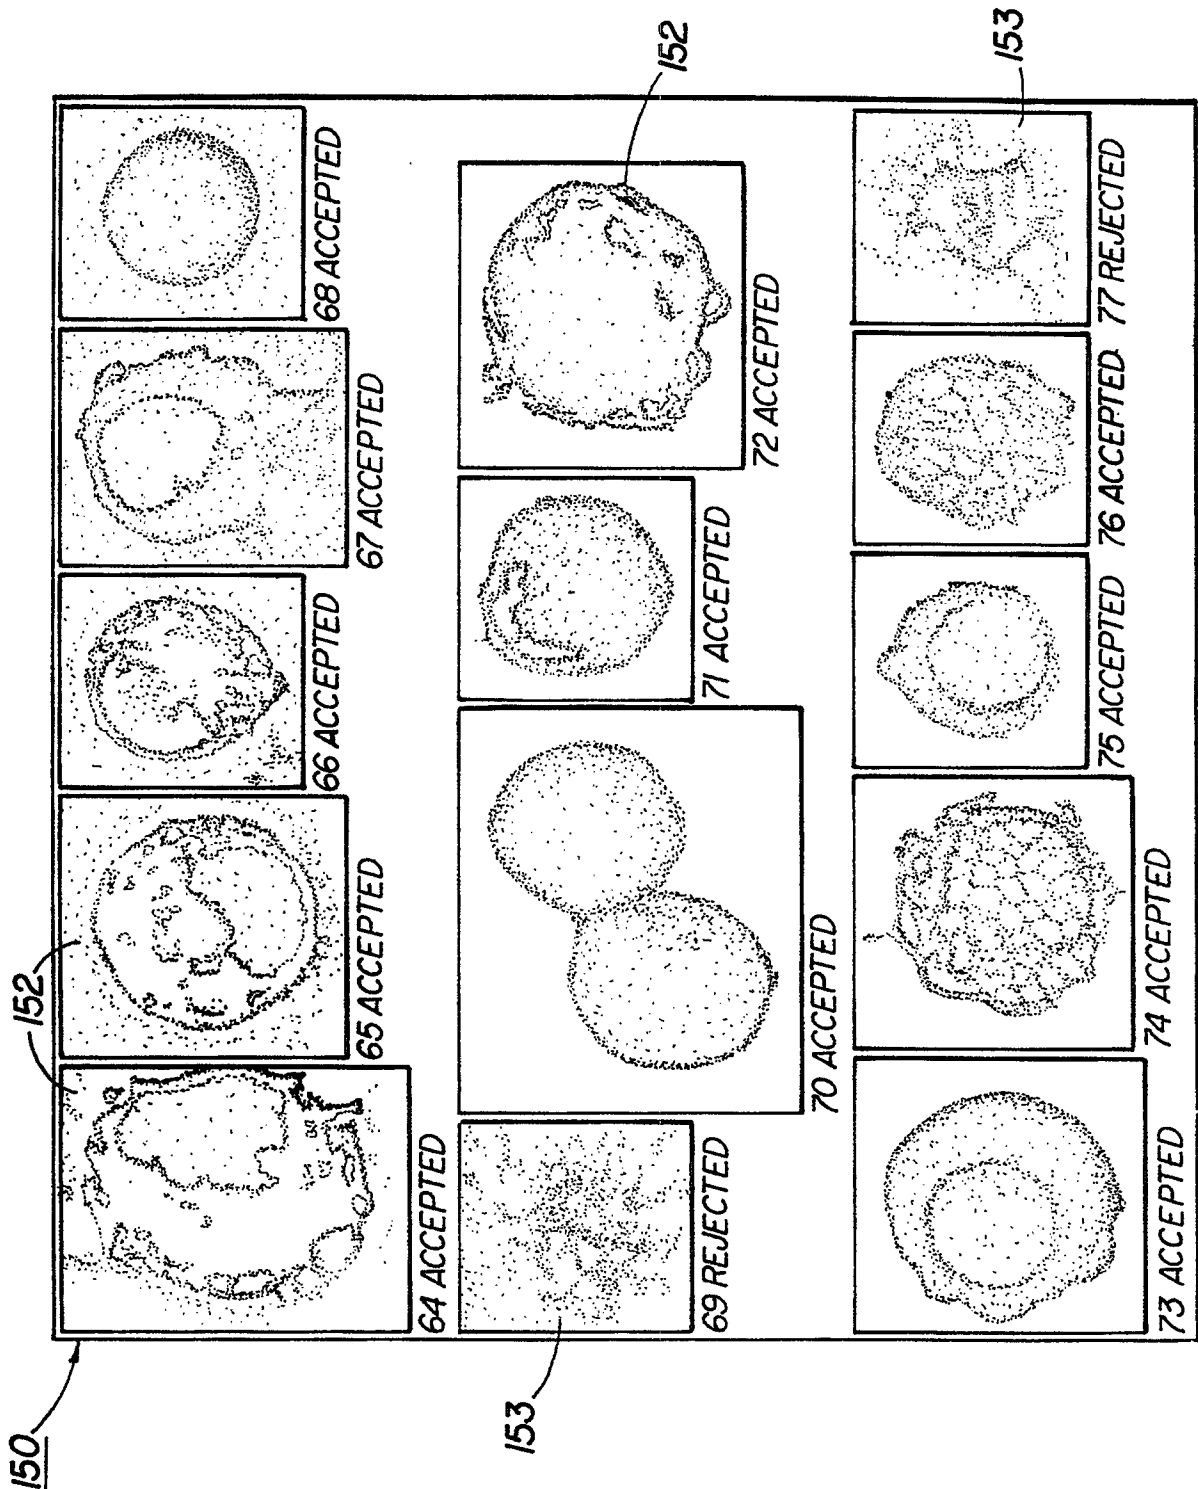 150
152
64 ACCEPTED
65 ACCEPTED
66 ACCEPTED
67 ACCEPTED
68 ACCEPTED
153
69 REJECTED
70 ACCEPTED
71 ACCEPTED
72 ACCEPTED
152
73 ACCEPTED
74 ACCEPTED
75 ACCEPTED
76 ACCEPTED
77 REJECTED
153